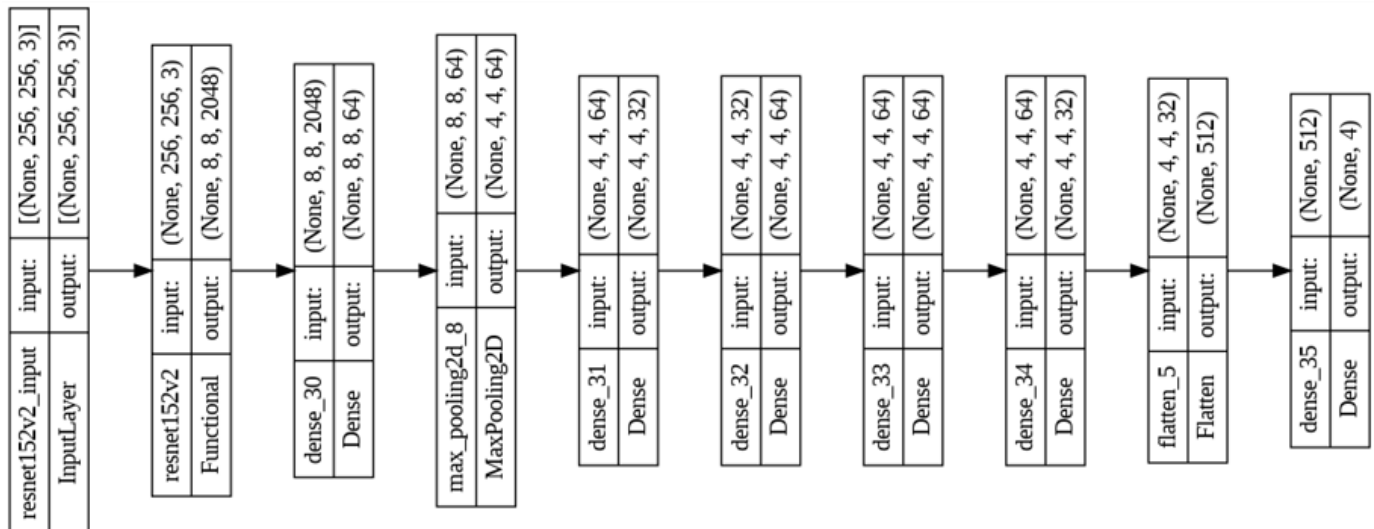 resnet152v2_input input: [(None, 256, 256, 3)]
InputLayer output: [(None, 256, 256, 3)]
resnet152v2 input: (None, 256, 256, 3)
Functional output: (None, 8, 8, 2048)
dense_30 input: (None, 8, 8, 2048)
Dense output: (None, 8, 8, 64)
max_pooling2d_8 input: (None, 8, 8, 64)
MaxPooling2D output: (None, 4, 4, 64)
dense_31 input: (None, 4, 4, 64)
Dense output: (None, 4, 4, 32)
dense_32 input: (None, 4, 4, 32)
Dense output: (None, 4, 4, 64)
dense_33 input: (None, 4, 4, 64)
Dense output: (None, 4, 4, 64)
dense_34 input: (None, 4, 4, 64)
Dense output: (None, 4, 4, 32)
flatten_5 input: (None, 4, 4, 32)
Flatten output: (None, 512)
dense_35 input: (None, 512)
Dense output: (None, 4)